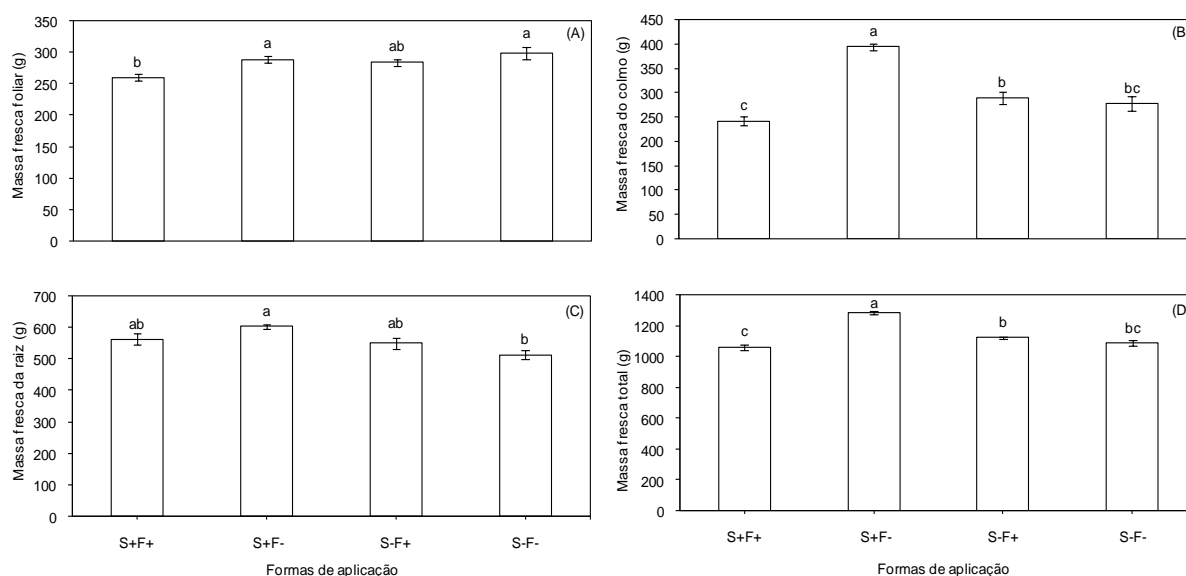 (A)
Massa fresca foliar (g)
350
300
250
200
150
100
50
0
b
a
ab
a
(B
Massa fresca do colmo (g)
450
400
350
300
250
200
150
100
50
0
c
a
b
bc
(C)
Massa fresca da raiz (g)
700
600
500
400
300
200
100
0
ab
a
ab
b
S+F+ S+F- S-F+ S-F-
Formas de aplicação
(D
Massa fresca total (g)
1400
1200
1000
800
600
400
200
0
c
a
b
bc
S+F+ S+F- S-F+ S-F-
Formas de aplicação